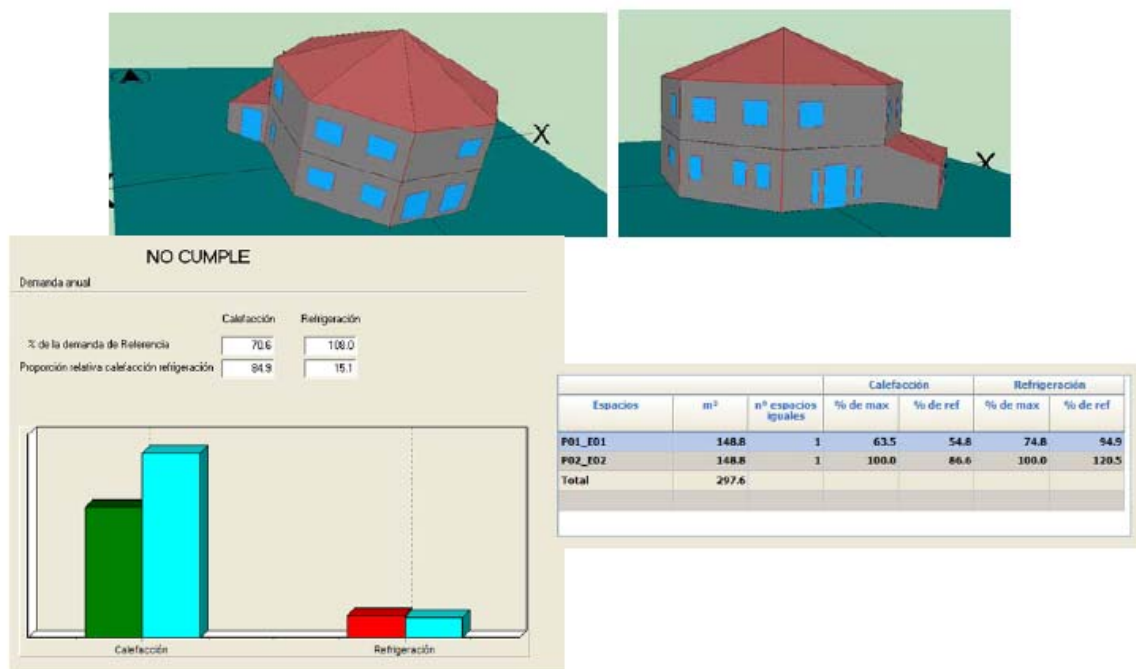 X
X
NO CUMPLE
Demanda anual
Calefacción Refrigeración
% de la demanda de Referencia 70.6 108.0
Proporción relativa calefacción refrigeración 84.9 15.1
Calefacción Refrigeración
Calefacción Refrigeración
Espacios m² nº espacios iguales % de max % de ref % de max % de ref
P01_E01 148.8 1 63.5 54.8 74.8 94.9
P02_E02 148.8 1 100.0 86.6 100.0 120.5
Total 297.6